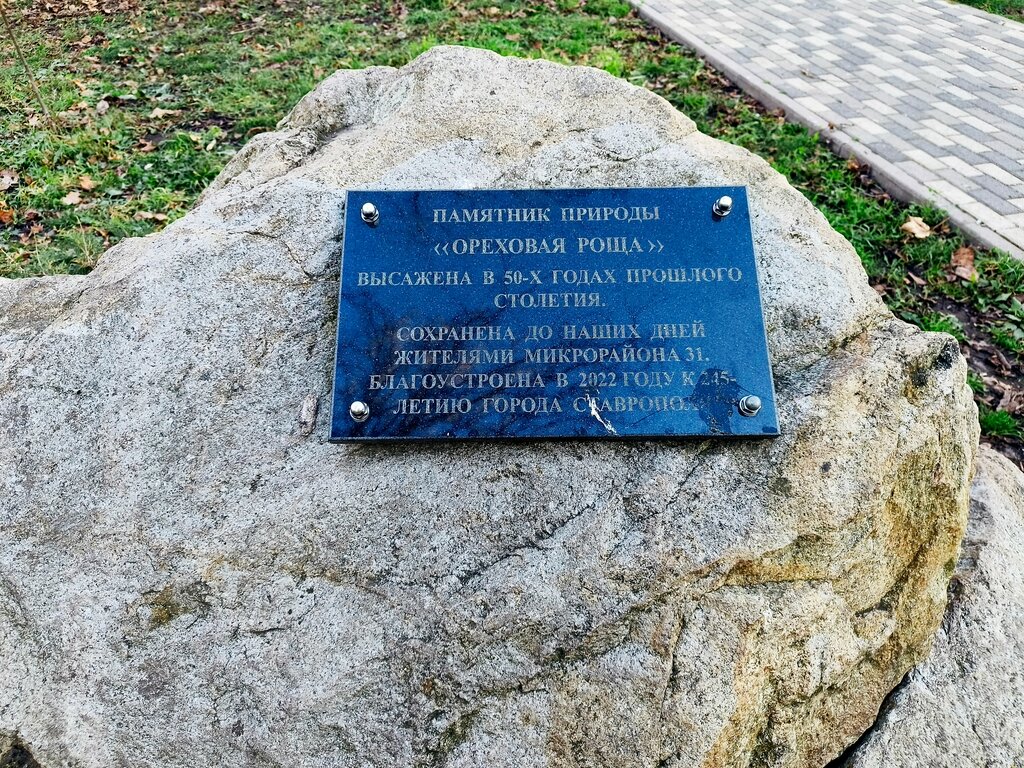 ПАМЯТНИК ПРИРОДЫ
‹‹ОРЕХОВАЯ РОЩА››
ВЫСАЖЕНА В 50-Х ГОДАХ ПРОШЛОГО
СТОЛЕТИЯ.
СОХРАНЕНА ДО НАШИХ ДНЕЙ
ЖИТЕЛЯМИ МИКРОРАЙОНА 31.
БЛАГОУСТРОЕНА В 2022 ГОДУ К 245-
ЛЕТИЮ ГОРОДА СТАВРОПОЛЯ